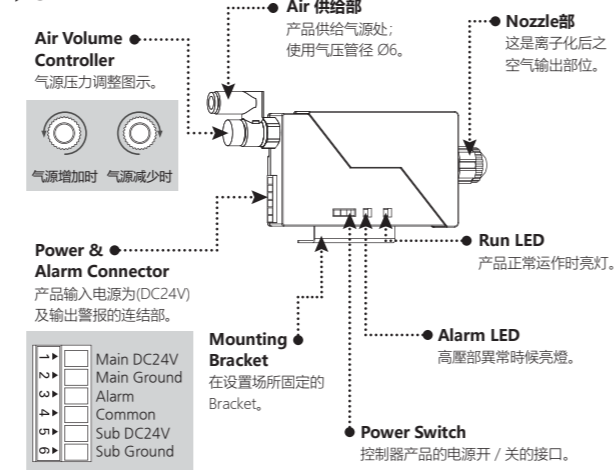 Air 供给部
产品供给气源处；
使用气压管径 Ø6。
Nozzle部
这是离子化后之
空气输出部位。
Air Volume
Controller
气源压力调整图示。
气源增加时 气源减少时
Power &
Alarm Connector
产品输入电源为(DC24V)
及输出警报的连结部。
1 Main DC24V
2 Main Ground
3 Alarm
4 Common
5 Sub DC24V
6 Sub Ground
Mounting
Bracket
在设置场所固定的
Bracket。
Run LED
产品正常运作时亮灯。
Alarm LED
高壓部異常時候亮燈。
Power Switch
控制器产品的电源开 / 关的接口。